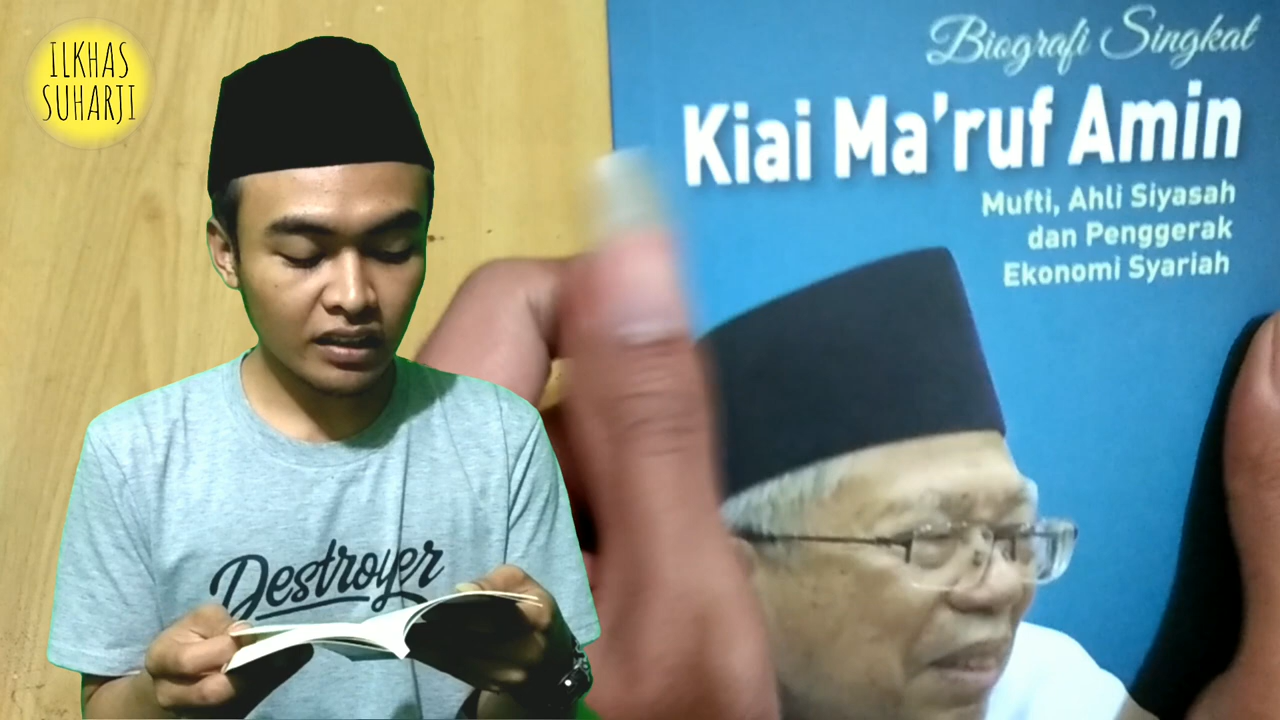 ILKHAS
SUHARJI
Biografi Singkat
Kiai Ma'ruf Amin
Mufti, Ahli Siyasah
dan Penggerak
Ekonomi Syariah
Destroyer